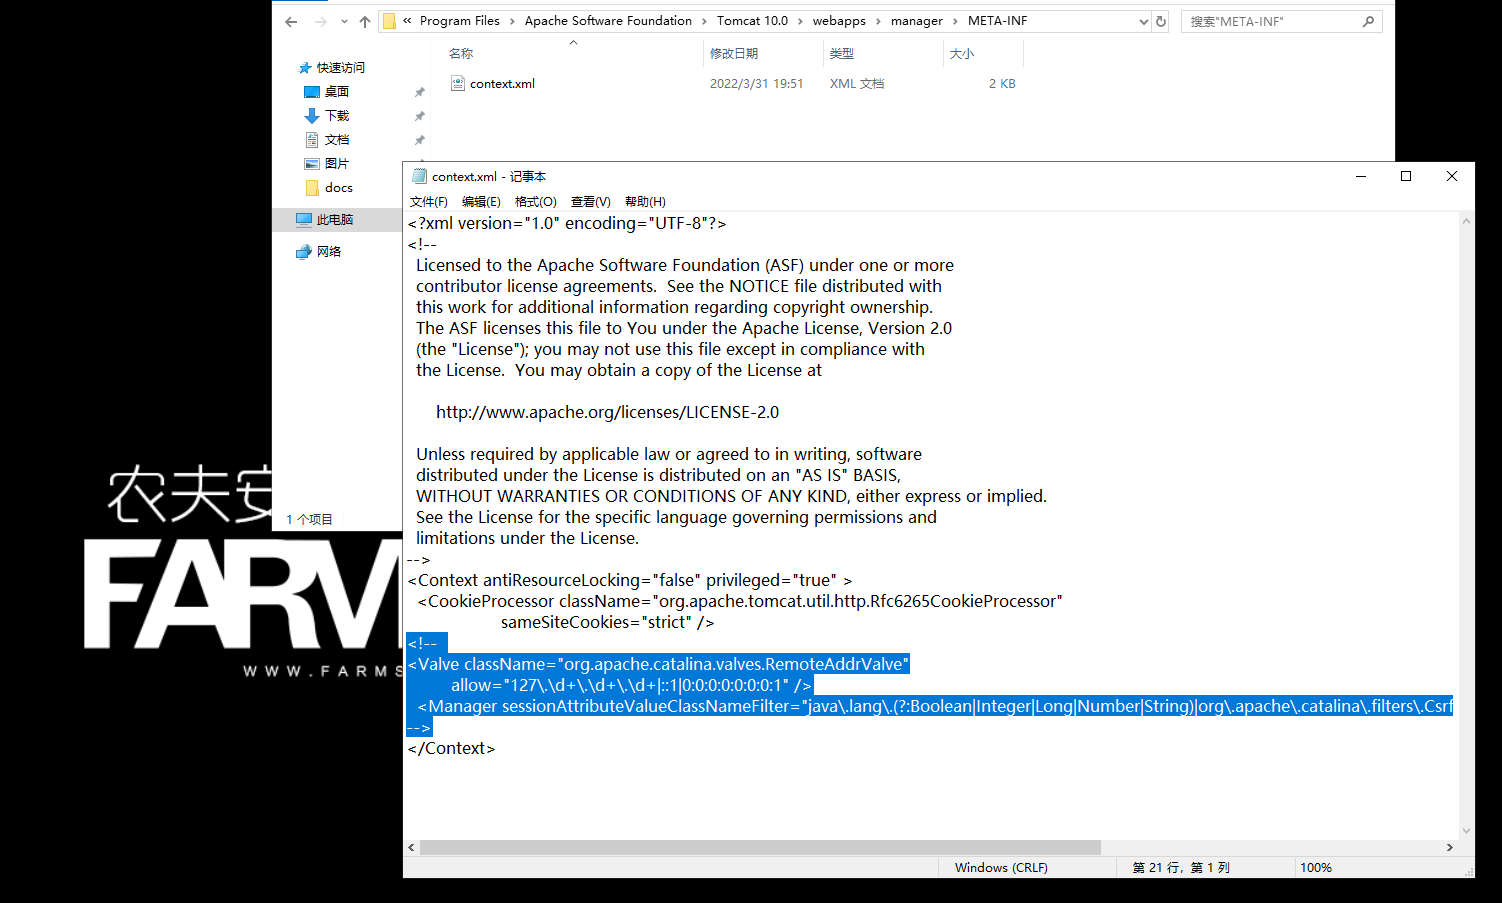 « Program Files › Apache Software Foundation › Tomcat 10.0 › webapps › manager › META-INF
搜索"META-INF"
名称 修改日期 类型 大小
快速访问
context.xml 2022/3/31 19:51 XML 文档 2 KB
桌面
下载
文档
图片
docs
此电脑
网络
1 个项目
context.xml - 记事本
文件(F) 编辑(E) 格式(O) 查看(V) 帮助(H)
<?xml version="1.0" encoding="UTF-8"?>
<!--
Licensed to the Apache Software Foundation (ASF) under one or more
contributor license agreements.  See the NOTICE file distributed with
this work for additional information regarding copyright ownership.
The ASF licenses this file to You under the Apache License, Version 2.0
(the "License"); you may not use this file except in compliance with
the License.  You may obtain a copy of the License at
http://www.apache.org/licenses/LICENSE-2.0
Unless required by applicable law or agreed to in writing, software
distributed under the License is distributed on an "AS IS" BASIS,
WITHOUT WARRANTIES OR CONDITIONS OF ANY KIND, either express or implied.
See the License for the specific language governing permissions and
limitations under the License.
-->
<Context antiResourceLocking="false" privileged="true" >
<CookieProcessor className="org.apache.tomcat.util.http.Rfc6265CookieProcessor"
sameSiteCookies="strict" />
<!--
<Valve className="org.apache.catalina.valves.RemoteAddrValve"
allow="127\.\d+\.\d+\.\d+|::1|0:0:0:0:0:0:0:1" />
<Manager sessionAttributeValueClassNameFilter="java\.lang\.(?:Boolean|Integer|Long|Number|String)|org\.apache\.catalina\.filters\.Csrf
-->
</Context>
Windows (CRLF) 第 21 行，第 1 列 100%
农夫安
FARM
WWW.FARMS